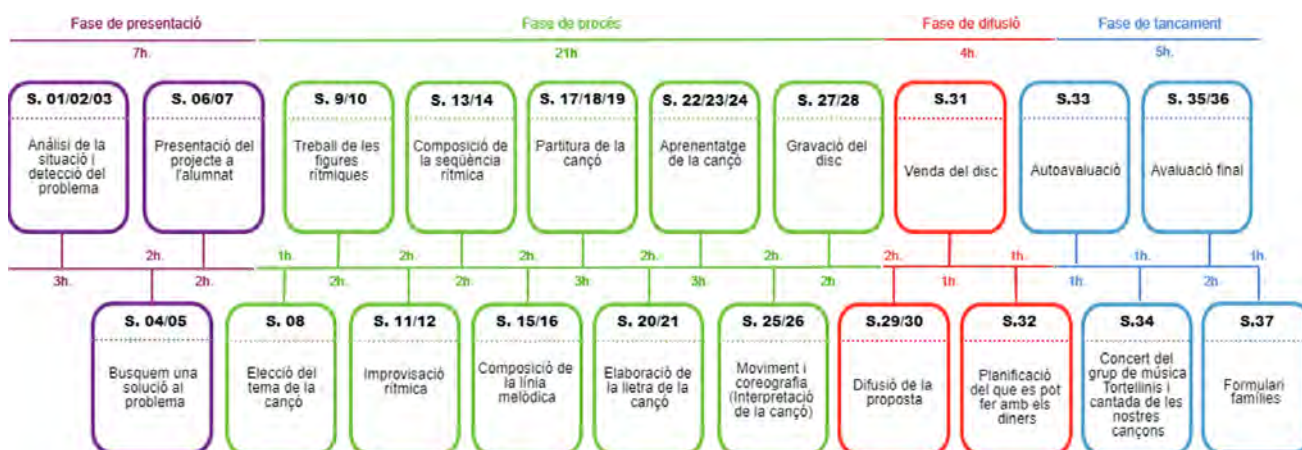 Fase de presentació
Fase de procés
Fase de difusió
Fase de tancament
7h.
21h
4h.
5h.
S. 01/02/03
Anàlisi de la
situació i
detecció del
problema
S. 06/07
Presentació del
projecte a
l'alumnat
S. 9/10
Treball de les
figures
rítmiques
S. 13/14
Composició de
la seqüència
rítmica
S. 17/18/19
Partitura de la
cançó
S. 22/23/24
Aprenentatge
de la cançó
S. 27/28
Gravació del
disc
S.31
Venda del disc
S.33
Autoavaluació
S. 35/36
Avaluació final
2h.
1h.
2h.
2h.
2h.
2h.
2h.
1h.
1h.
1h.
3h.
2h.
2h.
2h.
3h.
3h.
2h.
1h.
1h.
2h.
S. 04/05
Busquem una
solució al
problema
S. 08
Elecció del
tema de la
cançó
S. 11/12
Improvisació
rítmica
S. 15/16
Composició de
la línia
melòdica
S. 20/21
Elaboració de
la lletra de la
cançó
S. 25/26
Moviment i
coreografia
(Interpretació
de la cançó)
S.29/30
Difusió de la
proposta
S.32
Planificació
del que es pot
fer amb els
diners
S.34
Concert del
grup de música
Tortellinis i
cantada de les
nostres
cançons
S.37
Formulari
famílies